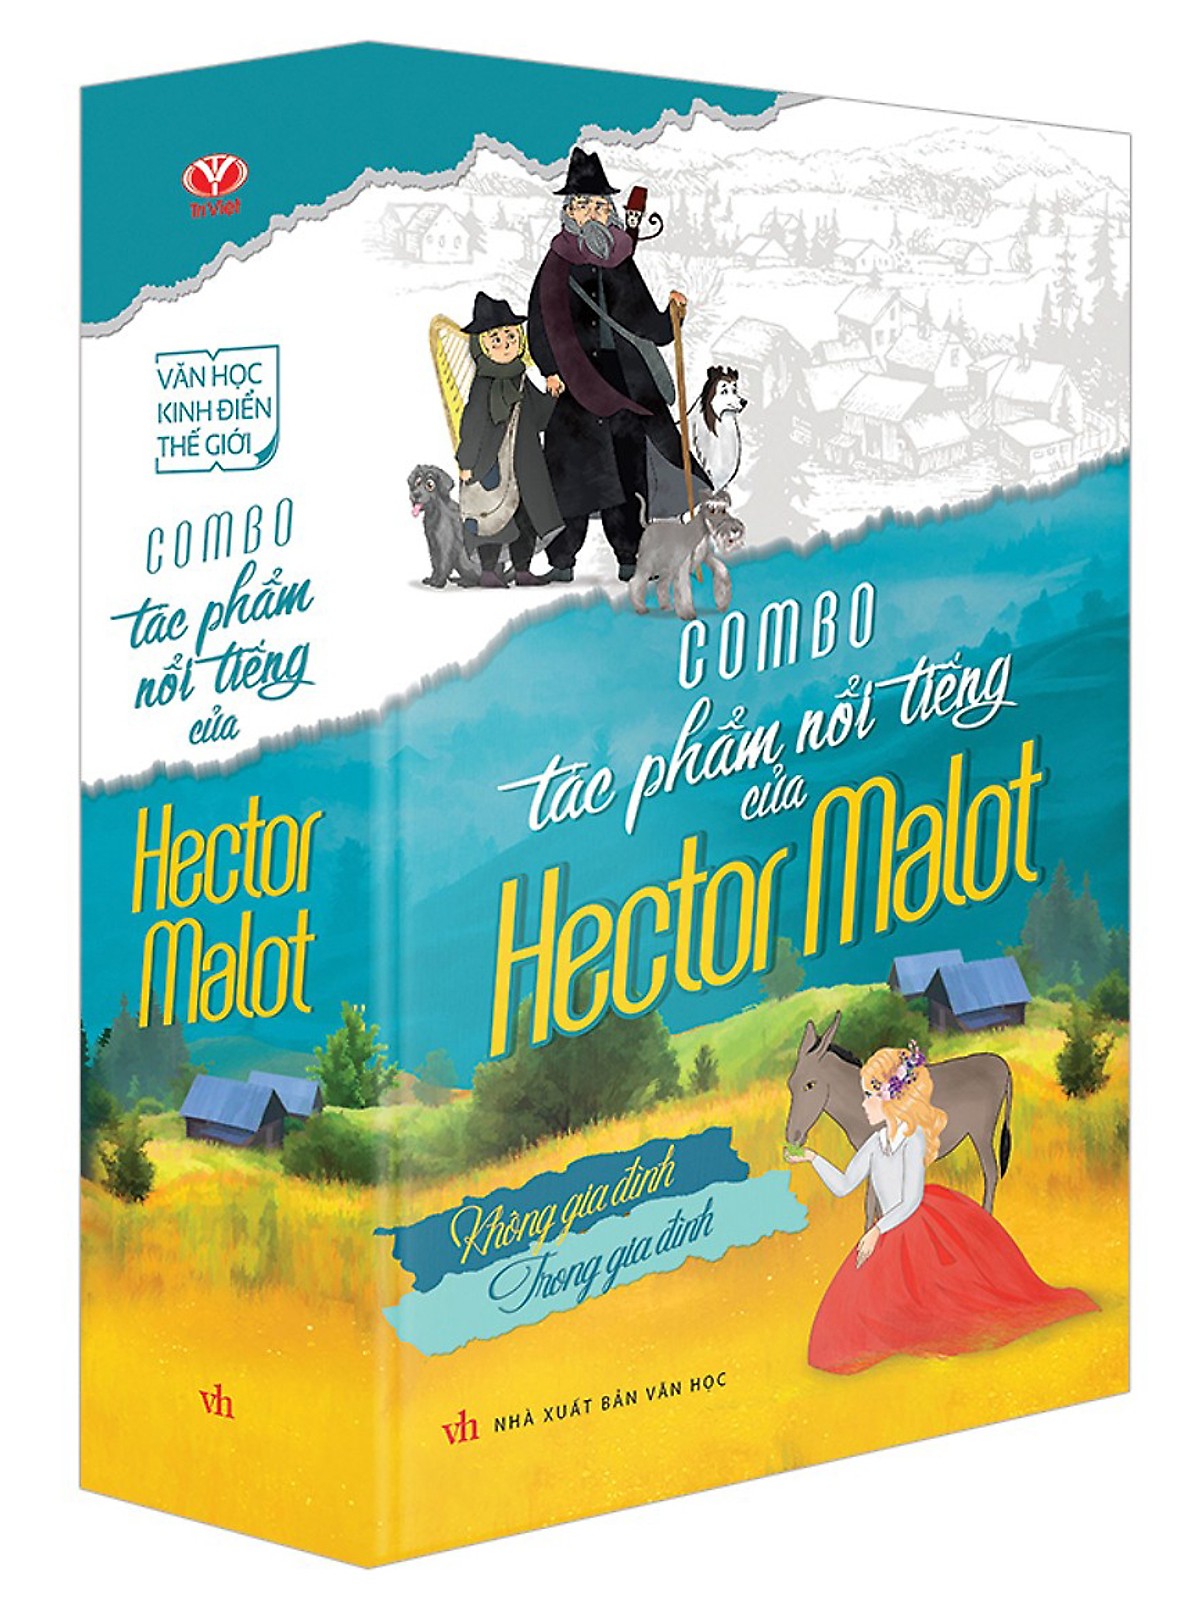 Trí Việt
VĂN HỌC
KINH ĐIỂN
THẾ GIỚI
COMBO
tác phẩm
nổi tiếng
của
Hector
Malot
vh
COMBO
tác phẩm nổi tiếng
của
Hector Malot
Không gia đình
Trong gia đình
vh NHÀ XUẤT BẢN VĂN HỌC